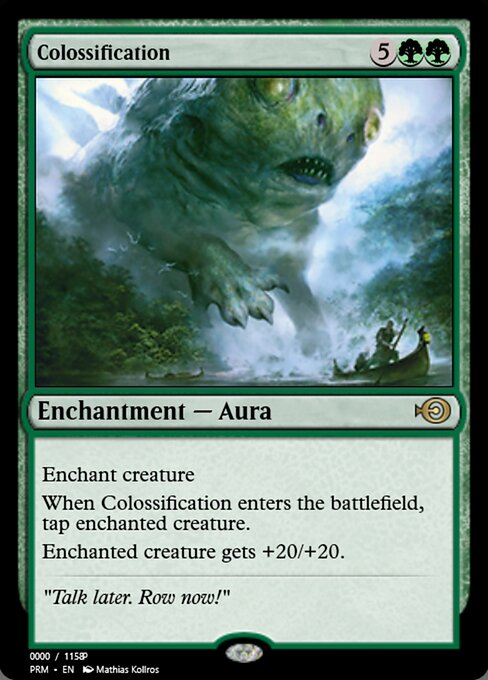 Colossification 5
Enchantment — Aura
Enchant creature
When Colossification enters the battlefield,
tap enchanted creature.
Enchanted creature gets +20/+20.
"Talk later. Row now!"
0000 / 1158P
PRM • EN Mathias Kollros